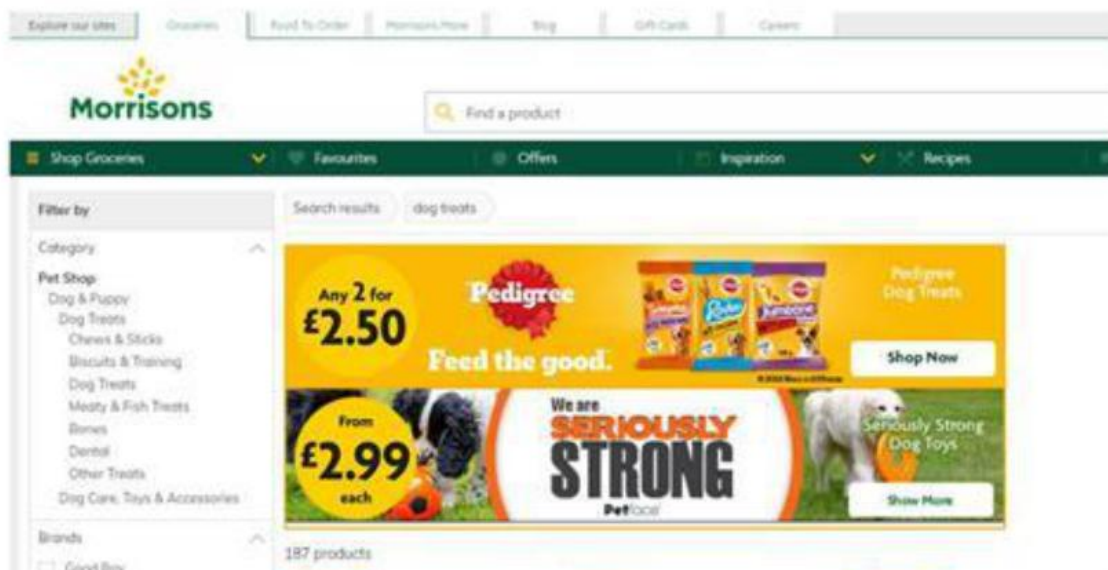 Explore our sites
Groceries
Food To Order
Morrisons More
Blog
Gift Cards
Careers
Morrisons
Find a product
Shop Groceries
Favourites
Offers
Inspiration
Recipes
Filter by
Category
Pet Shop
Dog & Puppy
Dog Treats
Chews & Sticks
Biscuits & Training
Dog Treats
Meaty & Fish Treats
Bones
Dental
Other Treats
Dog Care, Toys & Accessories
Brands
Good Boy
Search results
dog treats
Any 2 for
£2.50
Pedigree
Feed the good.
Rodeo
Jumbone
Pedigree
Dog Treats
Shop Now
From
£2.99
each
We are
SERIOUSLY
STRONG
Petface
Seriously Strong
Dog Toys
Show More
187 products